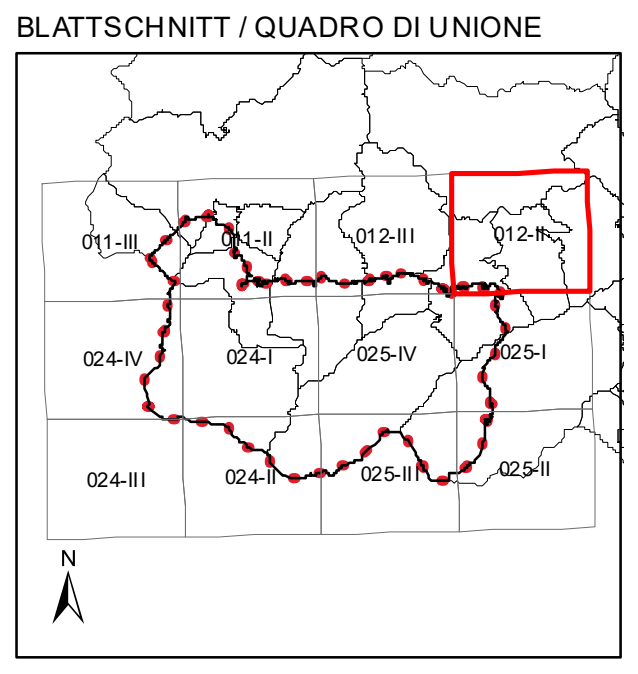 BLATTSCHNITT / QUADRO DI UNIONE
011-III
011-II
012-III
012-II
024-IV
024-I
025-IV
025-I
024-III
024-II
025-III
025-II
N